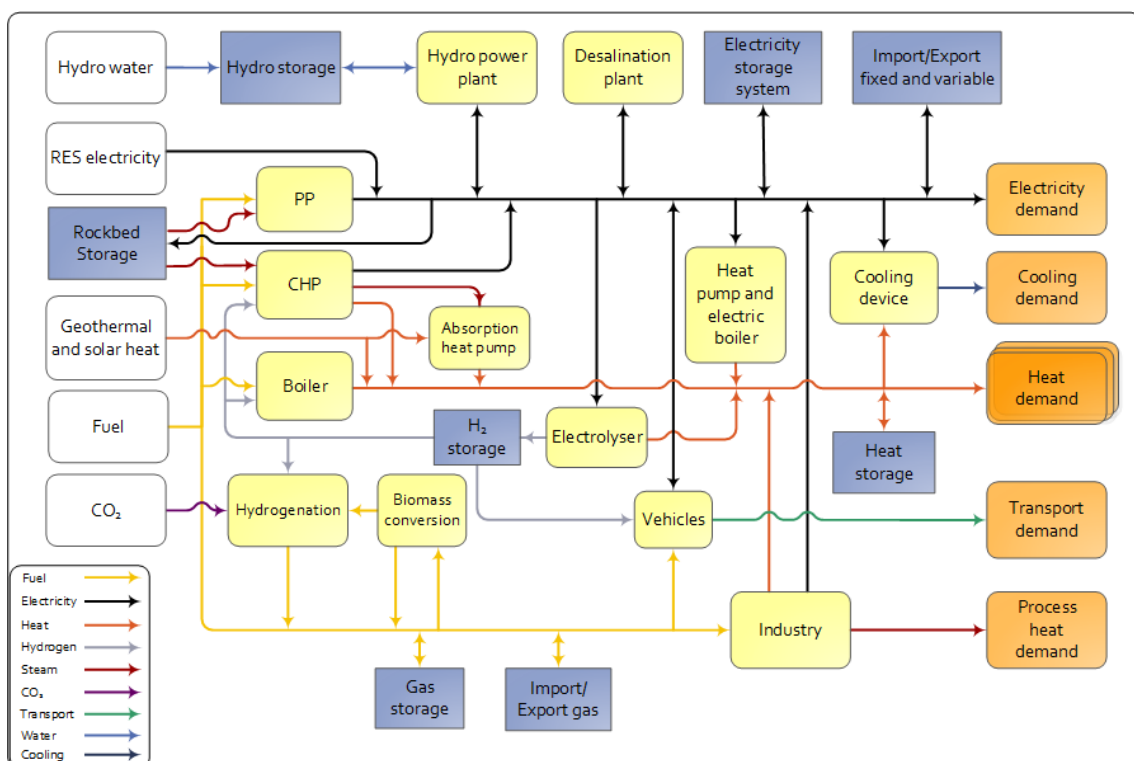 Hydro water
Hydro storage
Hydro power
plant
Desalination
plant
Electricity
storage
system
Import/Export
fixed and variable
RES electricity
PP
Electricity
demand
Rockbed
Storage
CHP
Heat
pump and
electric
boiler
Cooling
device
Cooling
demand
Geothermal
and solar heat
Absorption
heat pump
Boiler
Heat
demand
Fuel
H₂
storage
Electrolyser
Heat
storage
CO₂
Hydrogenation
Biomass
conversion
Vehicles
Transport
demand
Industry
Process
heat
demand
Gas
storage
Import/
Export gas
Fuel
Electricity
Heat
Hydrogen
Steam
CO₂
Transport
Water
Cooling